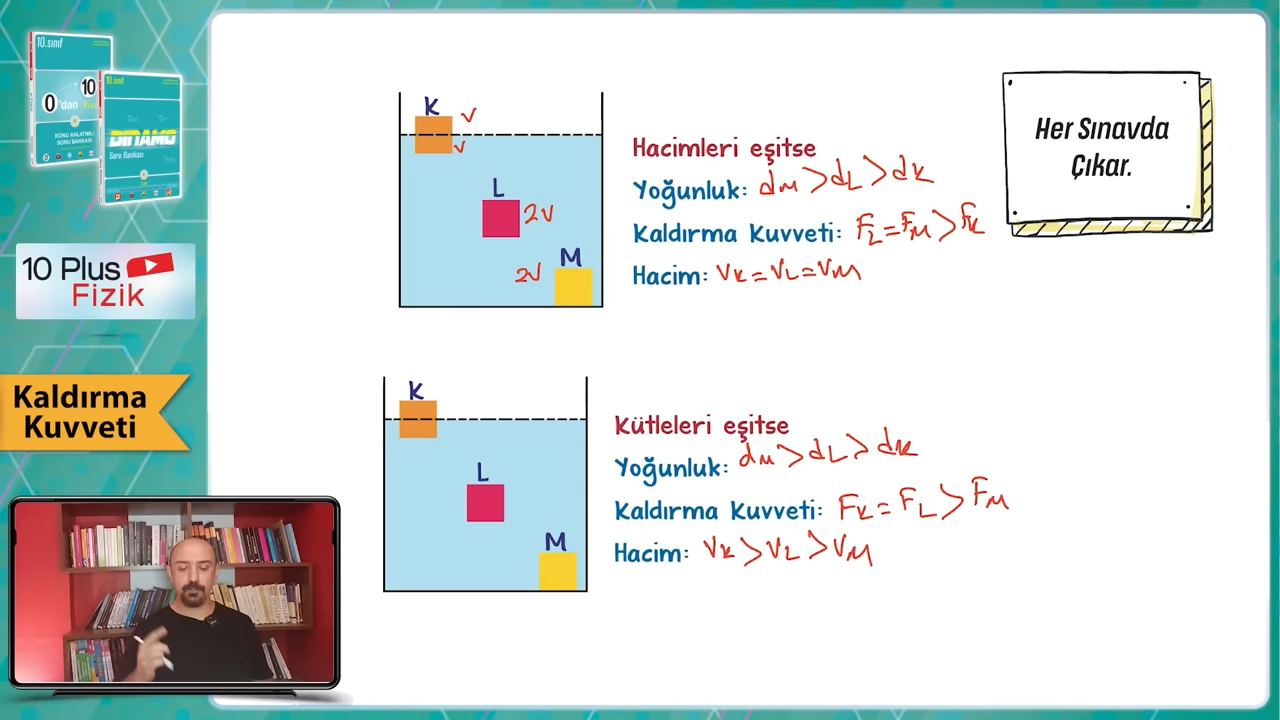 10.sınıf
0'dan 10
Fizik
KONU ANLATIMLI
SORU BANKASI
10.sınıf
DİNAMO
Soru Bankası
10 Plus
Fizik
Kaldırma
Kuvveti
K
V
V
L
2V
M
2V
Hacimleri eşitse
Yoğunluk: dM > dL > dK
Kaldırma Kuvveti: FL = FM > FK
Hacim: VK = VL = VM
Her Sınavda
Çıkar.
K
L
M
Kütleleri eşitse
Yoğunluk: dM > dL > dK
Kaldırma Kuvveti: FK = FL > FM
Hacim: VK > VL > VM